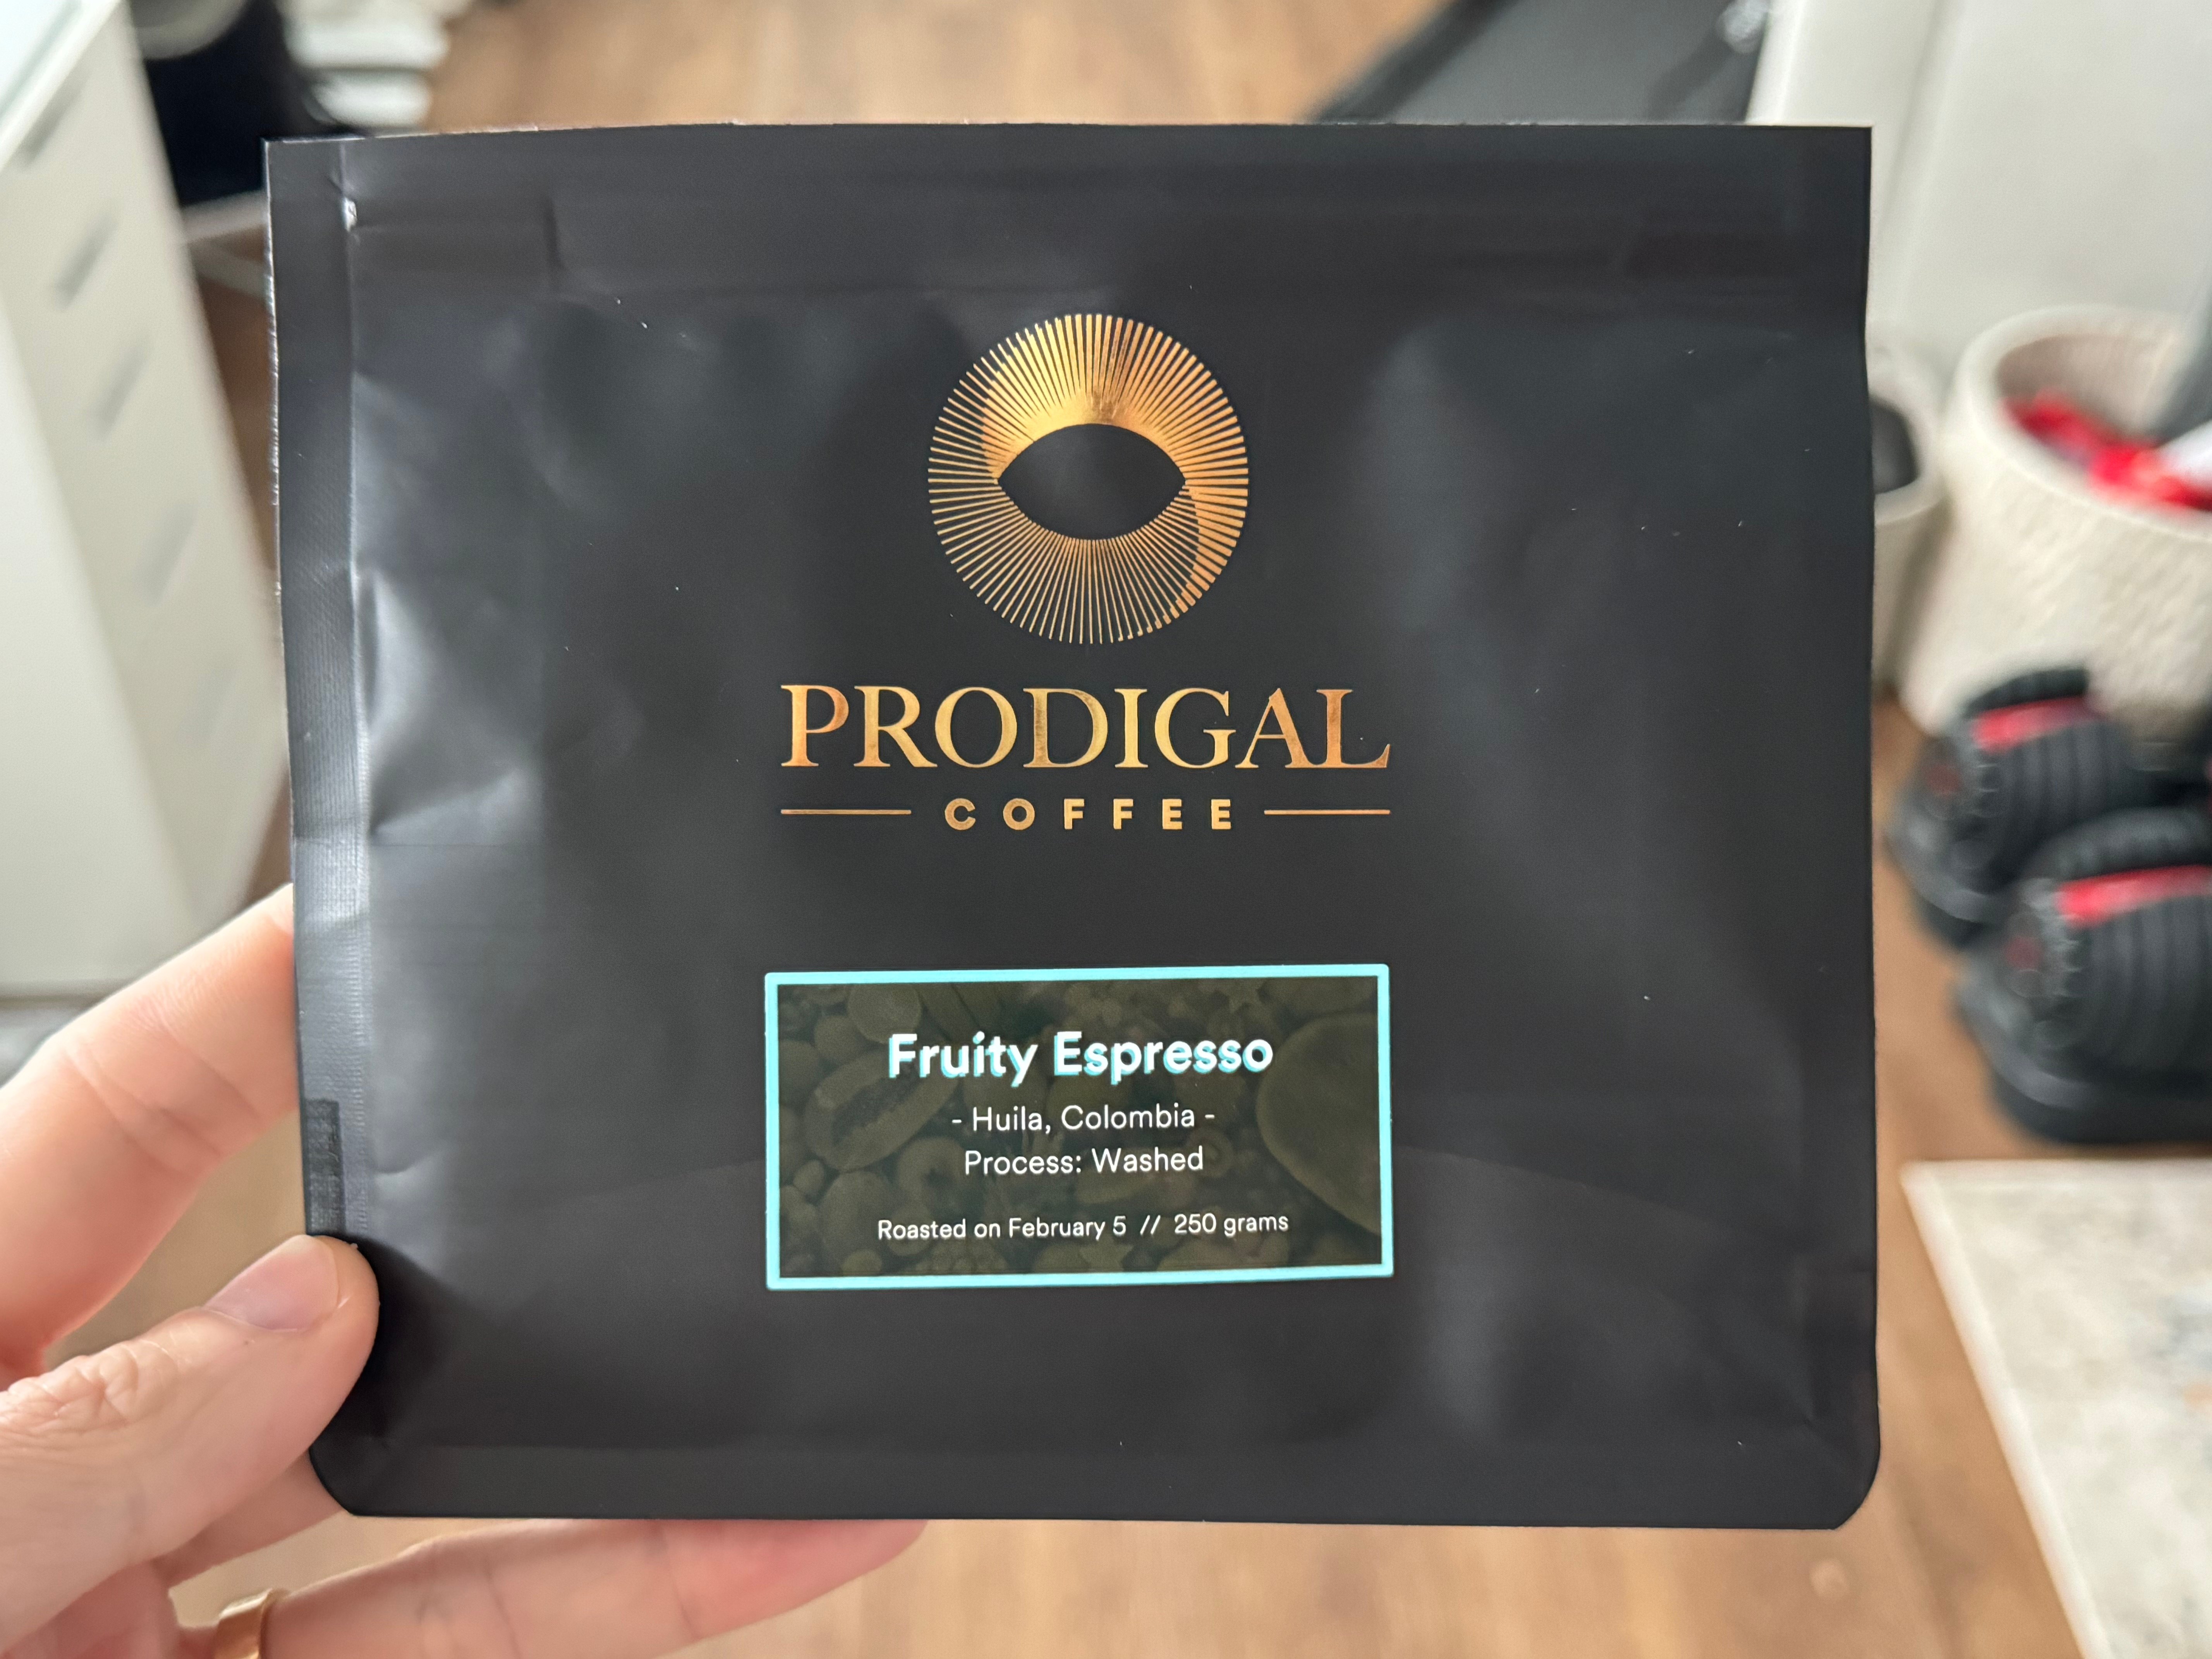 PRODIGAL
COFFEE
Fruity Espresso
- Huila, Colombia -
Process: Washed
Roasted on February 5 // 250 grams